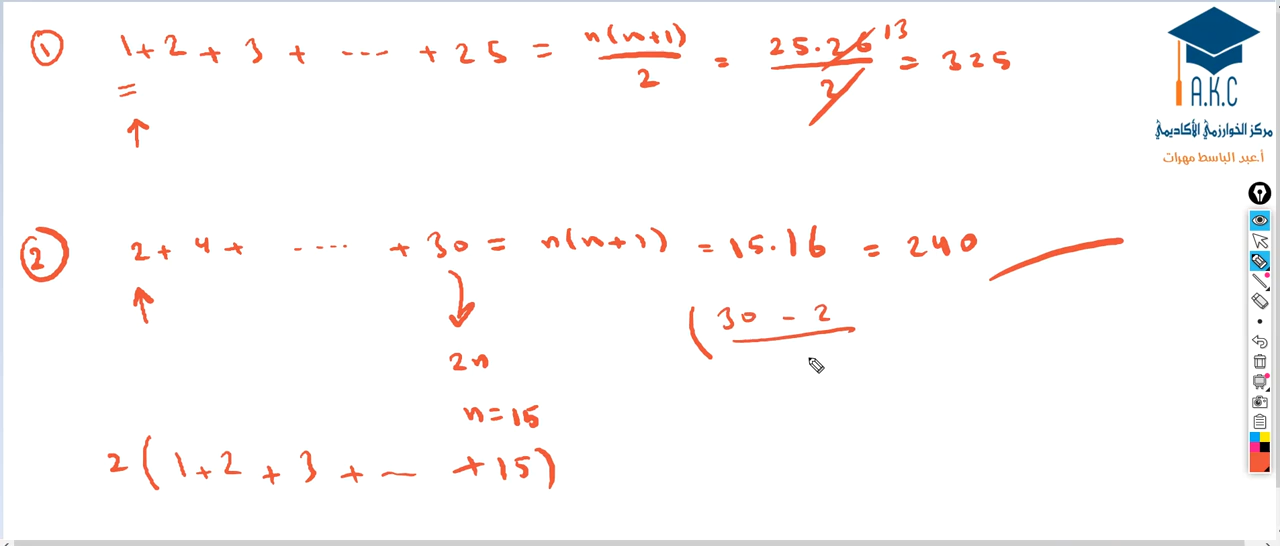 ① 1 + 2 + 3 + ... + 25 = n(n+1)/2 = 25.26/2 13 = 325
=
↑
A.K.C
مركز الخوارزمي الأكاديمي
أ.عبد الباسط مهرات
② 2 + 4 + .... + 30 = n(n+1) = 15.16 = 240
↑
(30 - 2
2n
n = 15
2(1+2+3+...+15)